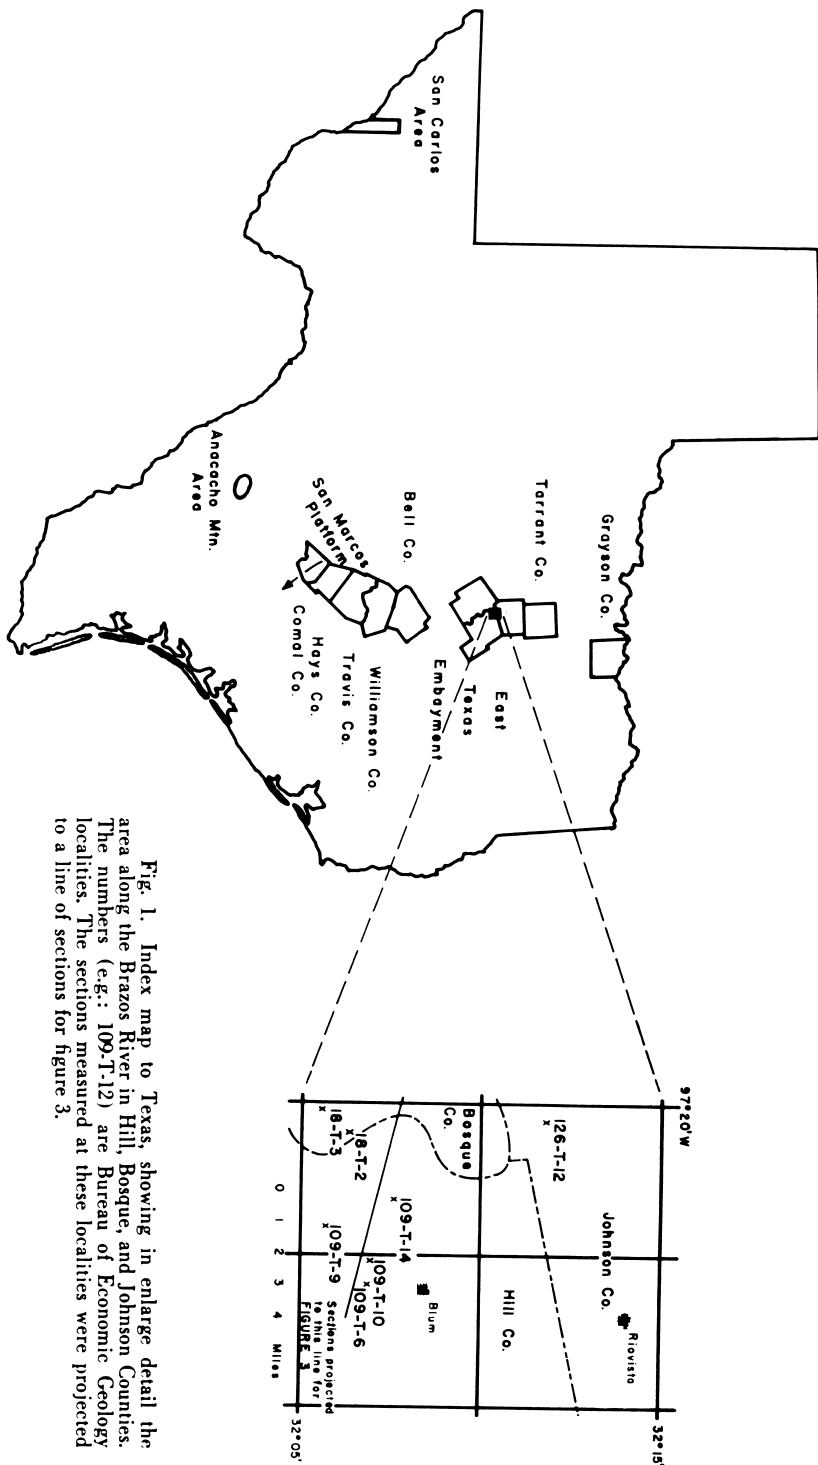 San Carlos
Area
Grayson Co.
Tarrant Co.
East
Texas
Embayment
Bell Co.
San Marcos
Platform
Williamson Co.
Travis Co.
Hays Co.
Comal Co.
Anacacho Mtn.
Area
97°20'W
32°15'
Riovista
Johnson Co.
126-T-12
Hill Co.
Bosque
Co.
Blum
109-T-14
109-T-10
109-T-6
18-T-2
18-T-3
109-T-9
Sections projected
to this line for
FIGURE 3
0 1 2 3 4 Miles
32°05'
Fig. 1. Index map to Texas, showing in enlarge detail the
area along the Brazos River in Hill, Bosque, and Johnson Counties.
The numbers (e.g.: 109-T-12) are Bureau of Economic Geology
localities. The sections measured at these localities were projected
to a line of sections for figure 3.